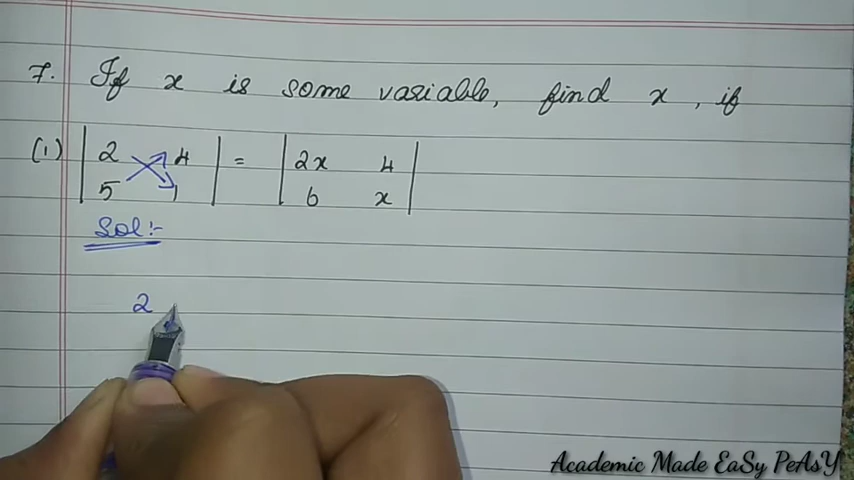 7. If x is some variable, find x, if
(1) | 2 4 | = | 2x 4 |
| 5 1 | | 6 x |
Sol:-
2
Academic Made EaSy PeAsY